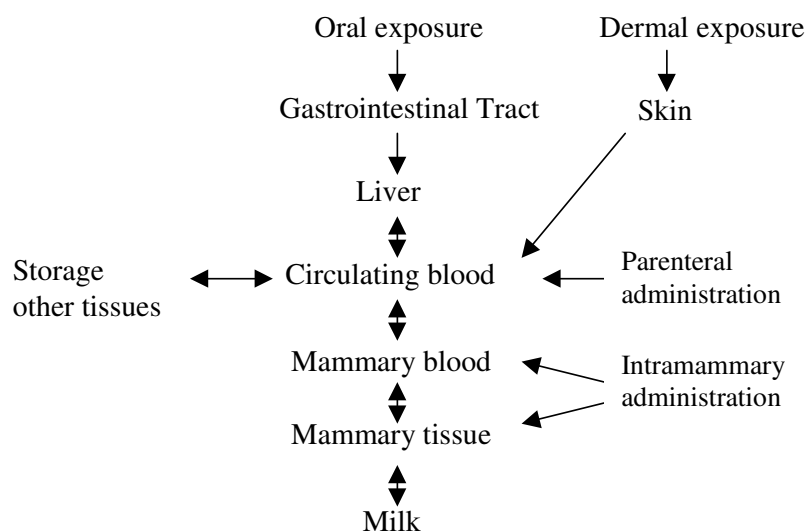 Oral exposure
Dermal exposure
Gastrointestinal Tract
Skin
Liver
Storage
other tissues
Circulating blood
Parenteral
administration
Mammary blood
Intramammary
administration
Mammary tissue
Milk